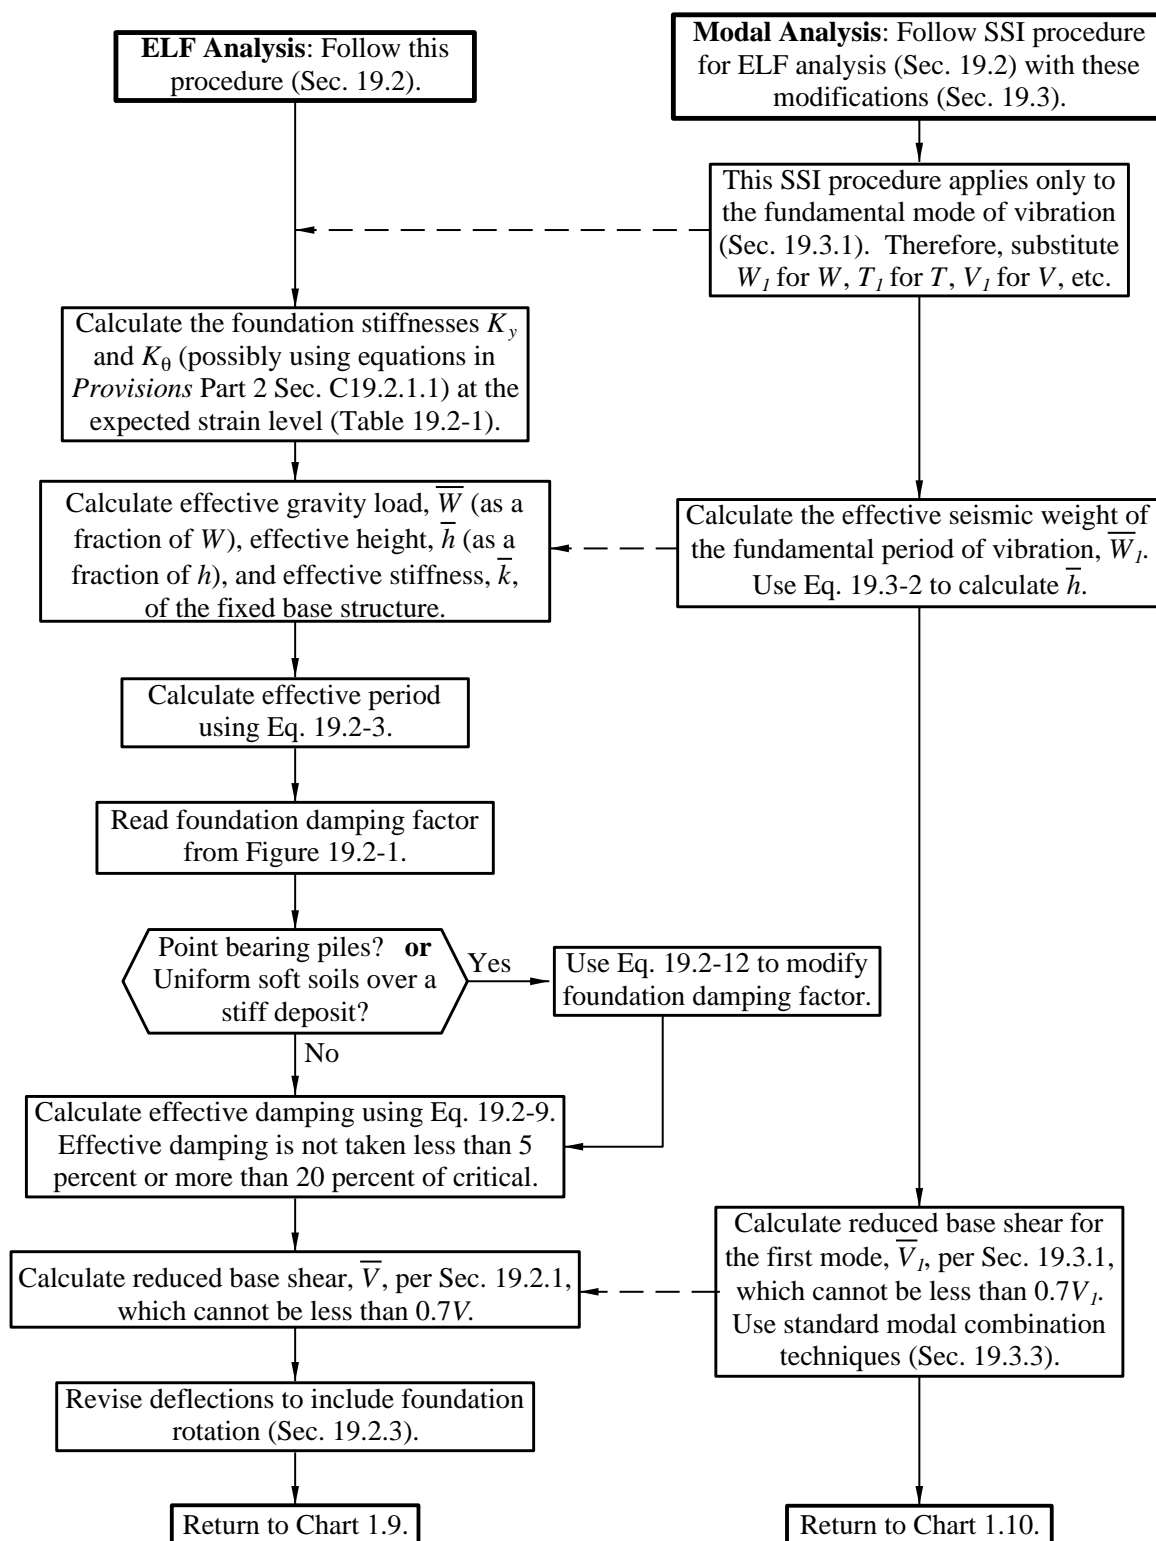 ELF Analysis: Follow this
procedure (Sec. 19.2).
Modal Analysis: Follow SSI procedure
for ELF analysis (Sec. 19.2) with these
modifications (Sec. 19.3).
This SSI procedure applies only to
the fundamental mode of vibration
(Sec. 19.3.1). Therefore, substitute
W₁ for W, T₁ for T, V₁ for V, etc.
Calculate the foundation stiffnesses K_y
and K_θ (possibly using equations in
Provisions Part 2 Sec. C19.2.1.1) at the
expected strain level (Table 19.2-1).
Calculate effective gravity load, W̅ (as a
fraction of W), effective height, h̅ (as a
fraction of h), and effective stiffness, k̅,
of the fixed base structure.
Calculate the effective seismic weight of
the fundamental period of vibration, W̅₁.
Use Eq. 19.3-2 to calculate h̅.
Calculate effective period
using Eq. 19.2-3.
Read foundation damping factor
from Figure 19.2-1.
Point bearing piles? or
Uniform soft soils over a
stiff deposit?
Yes
Use Eq. 19.2-12 to modify
foundation damping factor.
No
Calculate effective damping using Eq. 19.2-9.
Effective damping is not taken less than 5
percent or more than 20 percent of critical.
Calculate reduced base shear, V̅, per Sec. 19.2.1,
which cannot be less than 0.7V.
Calculate reduced base shear for
the first mode, V̅₁, per Sec. 19.3.1,
which cannot be less than 0.7V₁.
Use standard modal combination
techniques (Sec. 19.3.3).
Revise deflections to include foundation
rotation (Sec. 19.2.3).
Return to Chart 1.9.
Return to Chart 1.10.